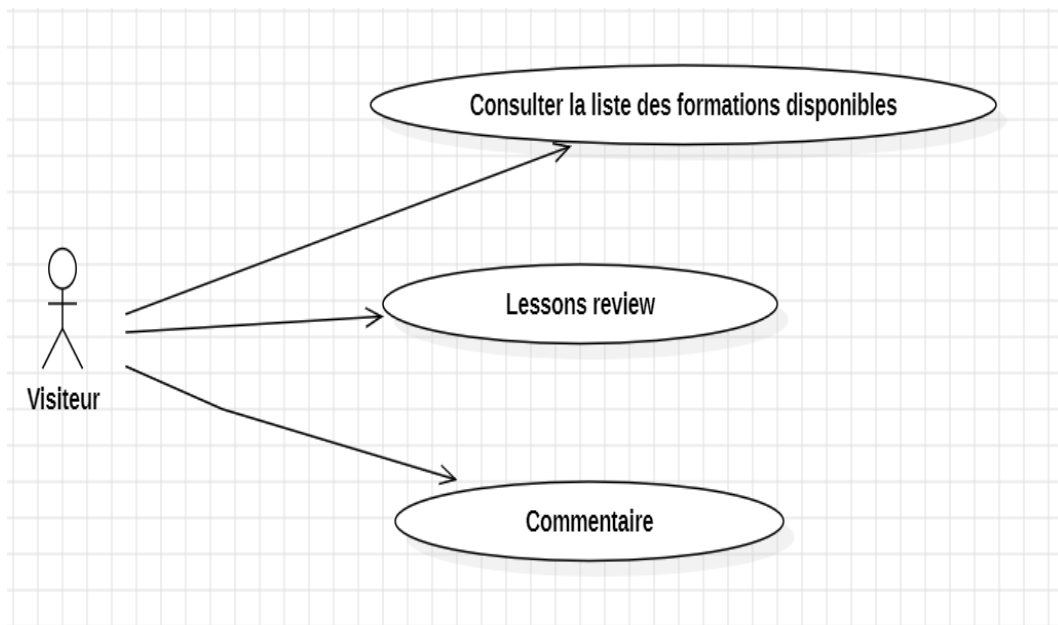 Consulter la liste des formations disponibles
Lessons review
Visiteur
Commentaire